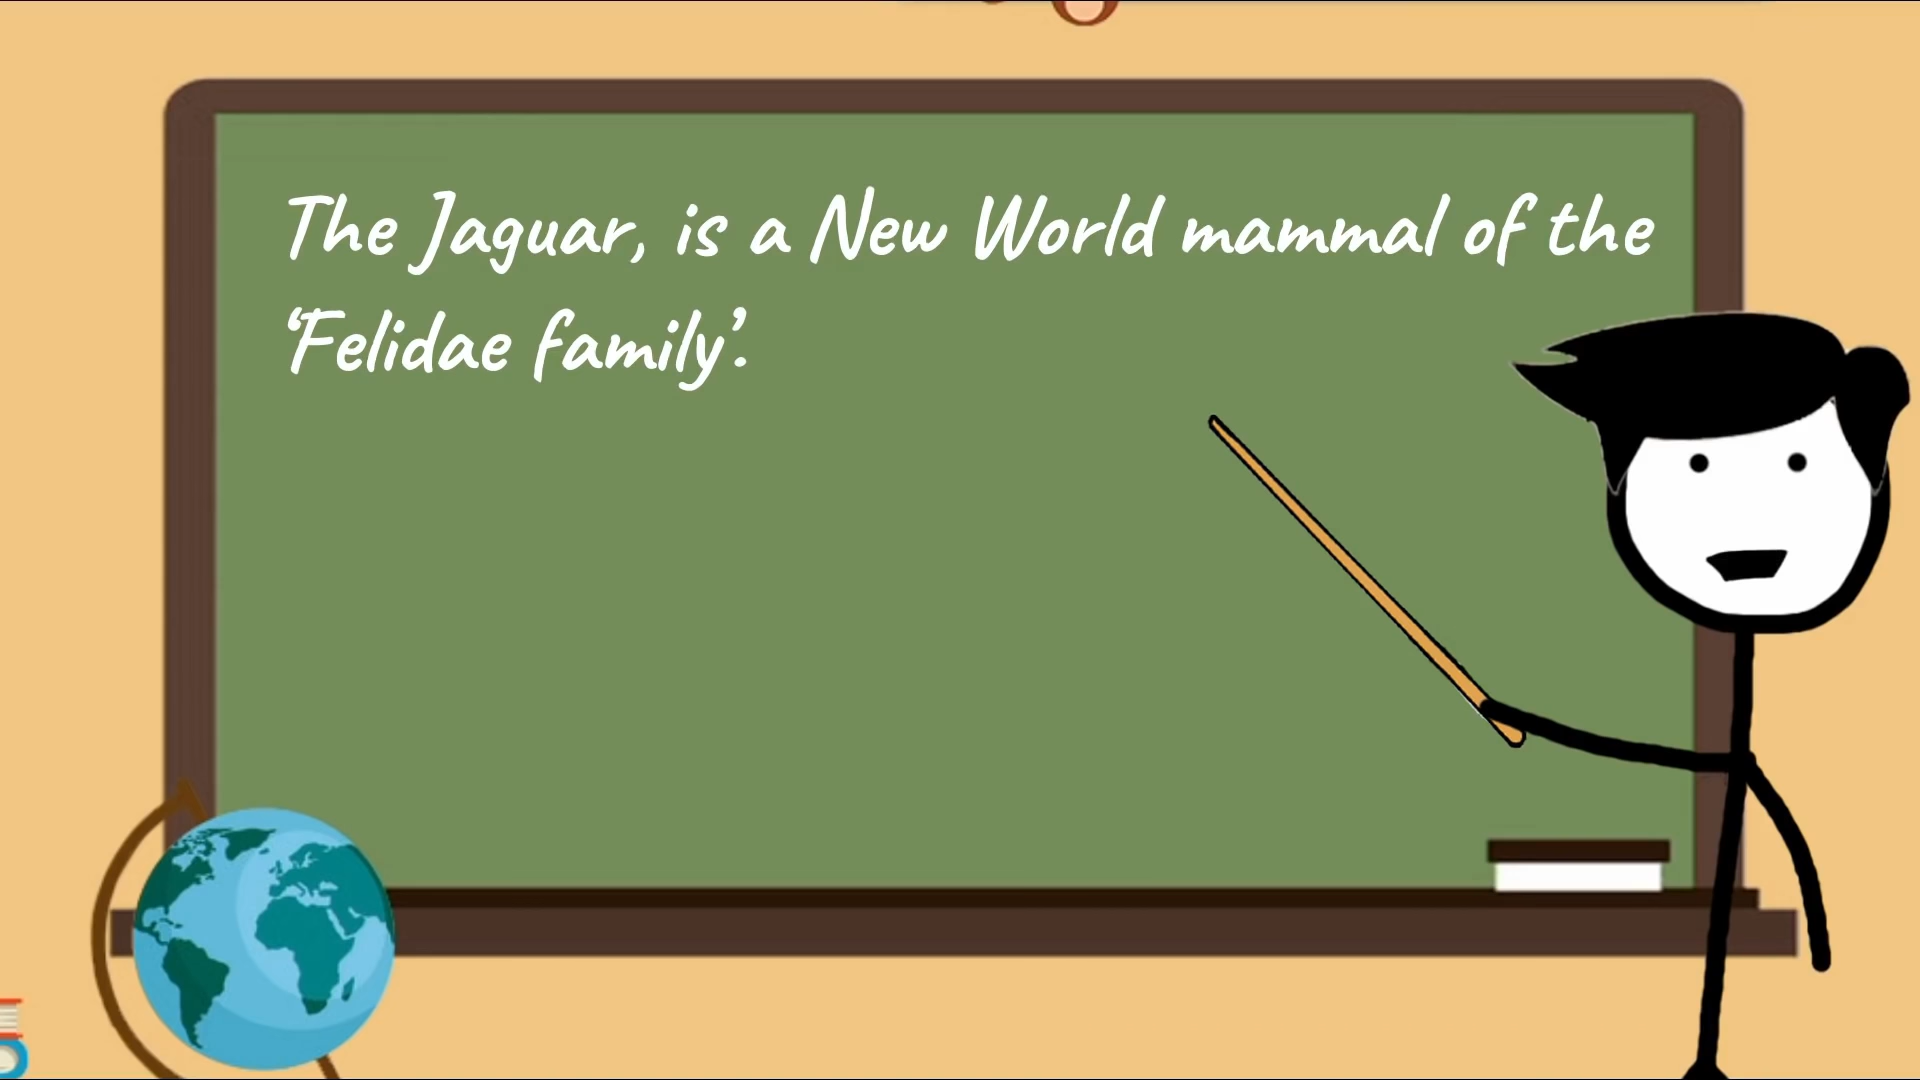 The Jaguar, is a New World mammal of the
‘Felidae family’.